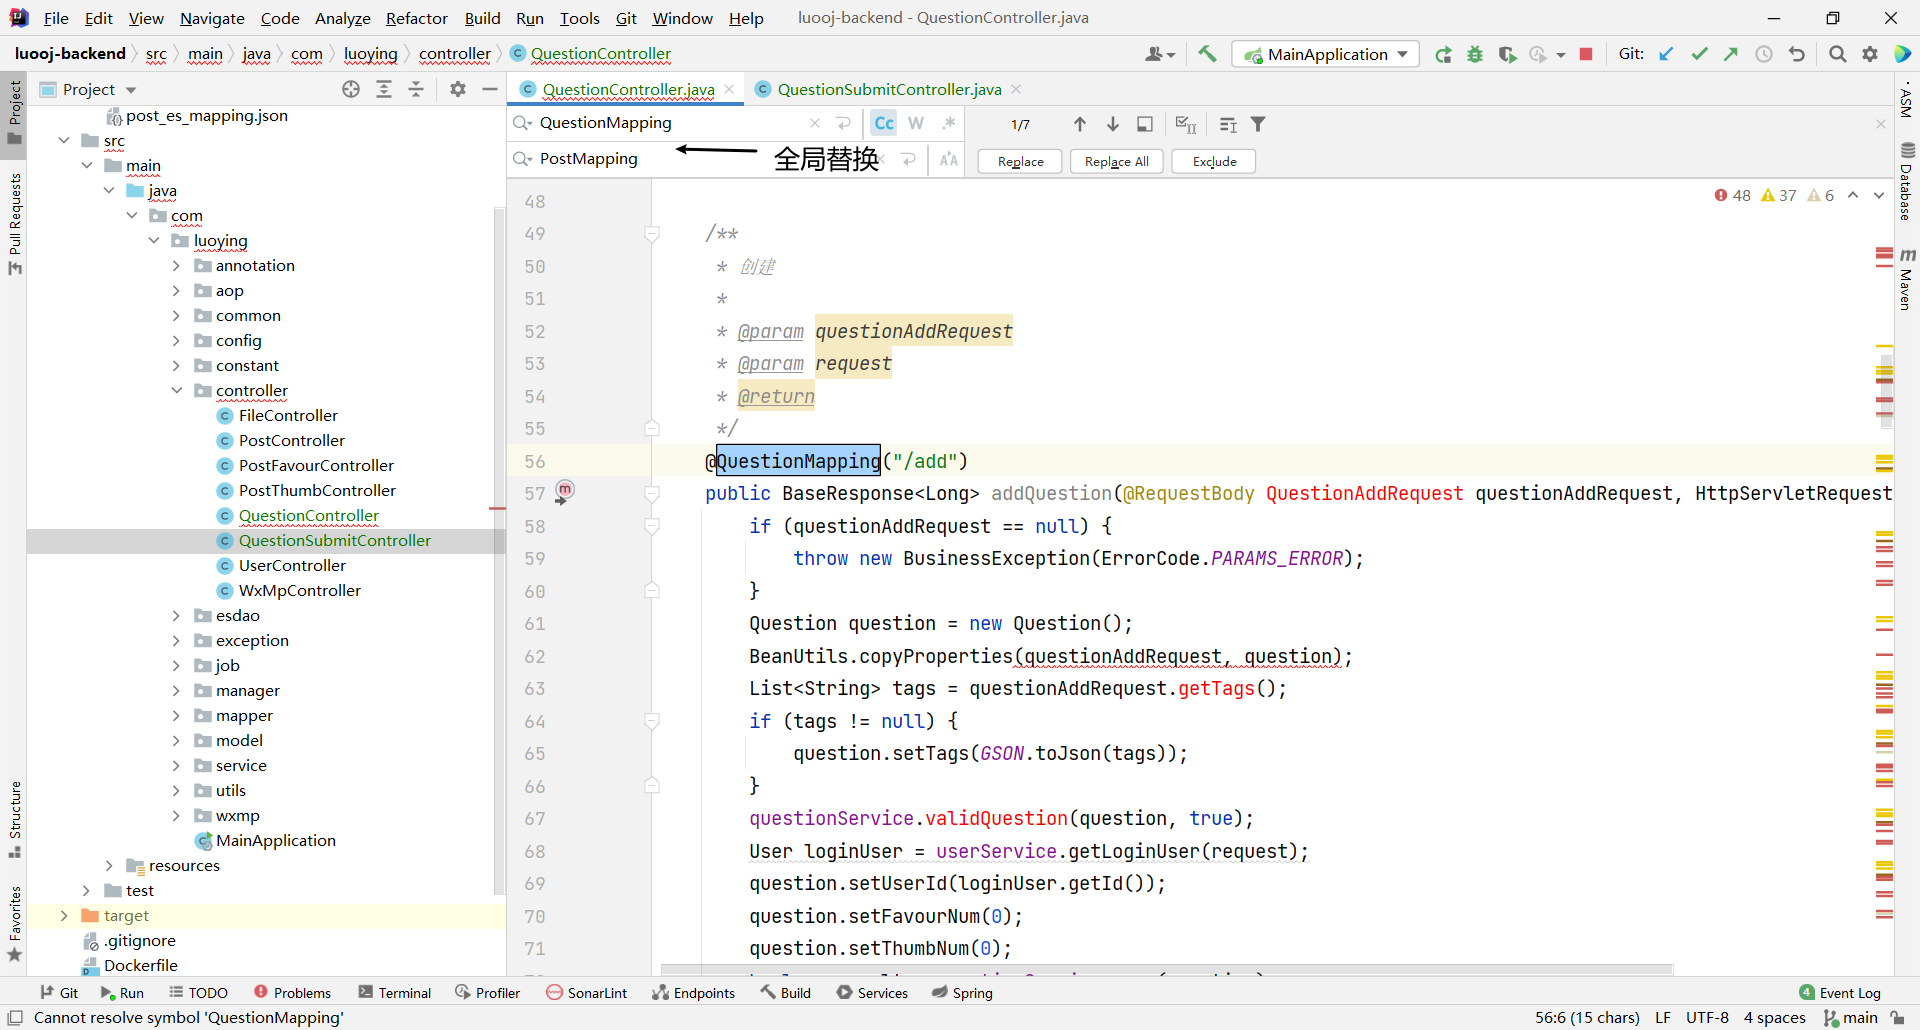 File Edit View Navigate Code Analyze Refactor Build Run Tools Git Window Help luooj-backend - QuestionController.java
luooj-backend src main java com luoying controller QuestionController MainApplication Git:
Project
QuestionController.java QuestionSubmitController.java
post_es_mapping.json
src
main
java
com
luoying
annotation
aop
common
config
constant
controller
FileController
PostController
PostFavourController
PostThumbController
QuestionController
QuestionSubmitController
UserController
WxMpController
esdao
exception
job
manager
mapper
model
service
utils
wxmp
MainApplication
resources
test
target
.gitignore
Dockerfile
QuestionMapping Cc W .* 1/7
PostMapping 全局替换 Replace Replace All Exclude
48 37 6
48
49 /**
50 * 创建
51 *
52 * @param questionAddRequest
53 * @param request
54 * @return
55 */
56 @QuestionMapping("/add")
57 public BaseResponse<Long> addQuestion(@RequestBody QuestionAddRequest questionAddRequest, HttpServletRequest
58 if (questionAddRequest == null) {
59 throw new BusinessException(ErrorCode.PARAMS_ERROR);
60 }
61 Question question = new Question();
62 BeanUtils.copyProperties(questionAddRequest, question);
63 List<String> tags = questionAddRequest.getTags();
64 if (tags != null) {
65 question.setTags(GSON.toJson(tags));
66 }
67 questionService.validQuestion(question, true);
68 User loginUser = userService.getLoginUser(request);
69 question.setUserId(loginUser.getId());
70 question.setFavourNum(0);
71 question.setThumbNum(0);
Project
Pull Requests
Structure
Favorites
ASM
Database
Maven
Git Run TODO Problems Terminal Profiler SonarLint Endpoints Build Services Spring 4 Event Log
Cannot resolve symbol 'QuestionMapping' 56:6 (15 chars) LF UTF-8 4 spaces main